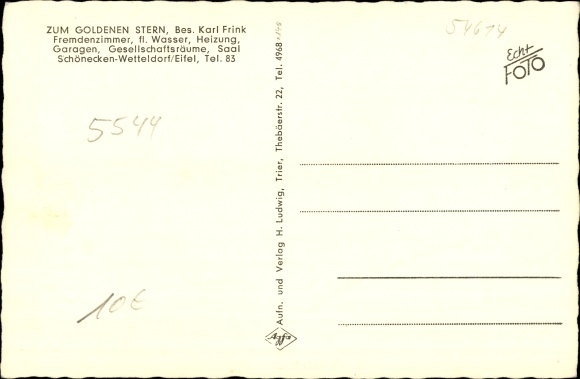 ZUM GOLDENEN STERN, Bes. Karl Frink
Fremdenzimmer, fl. Wasser, Heizung,
Garagen, Gesellschaftsräume, Saal
Schönecken-Wetteldorf/Eifel, Tel. 83
5544
10€
Aufn. und Verlag H. Ludwig, Trier, Thebäerstr. 22, Tel. 4968
Agfa
54614
Echt
FOTO